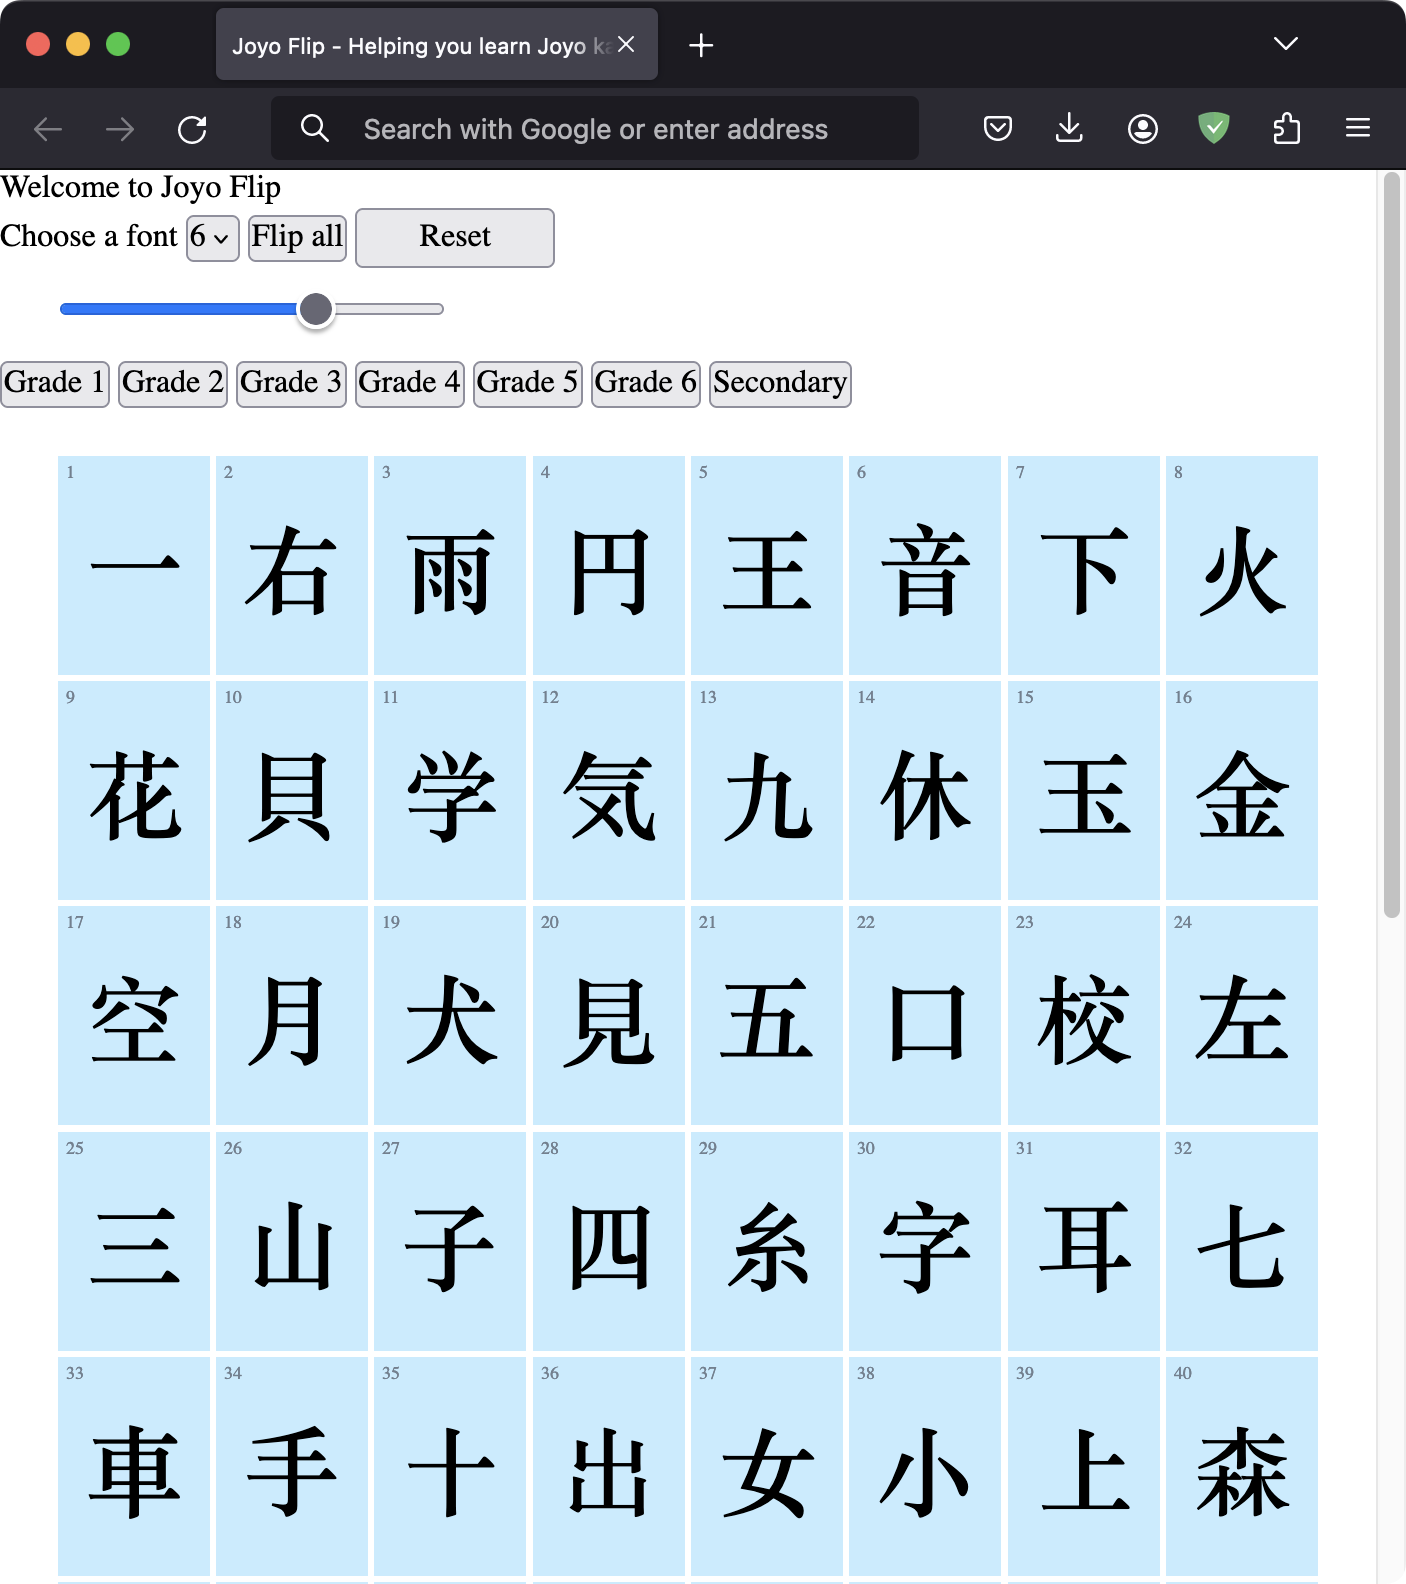 Joyo Flip - Helping you learn Joyo ka
Search with Google or enter address
Welcome to Joyo Flip
Choose a font 6 Flip all Reset
Grade 1 Grade 2 Grade 3 Grade 4 Grade 5 Grade 6 Secondary
1 2 3 4 5 6 7 8
一 右 雨 円 王 音 下 火
9 10 11 12 13 14 15 16
花 貝 学 気 九 休 玉 金
17 18 19 20 21 22 23 24
空 月 犬 見 五 口 校 左
25 26 27 28 29 30 31 32
三 山 子 四 糸 字 耳 七
33 34 35 36 37 38 39 40
車 手 十 出 女 小 上 森